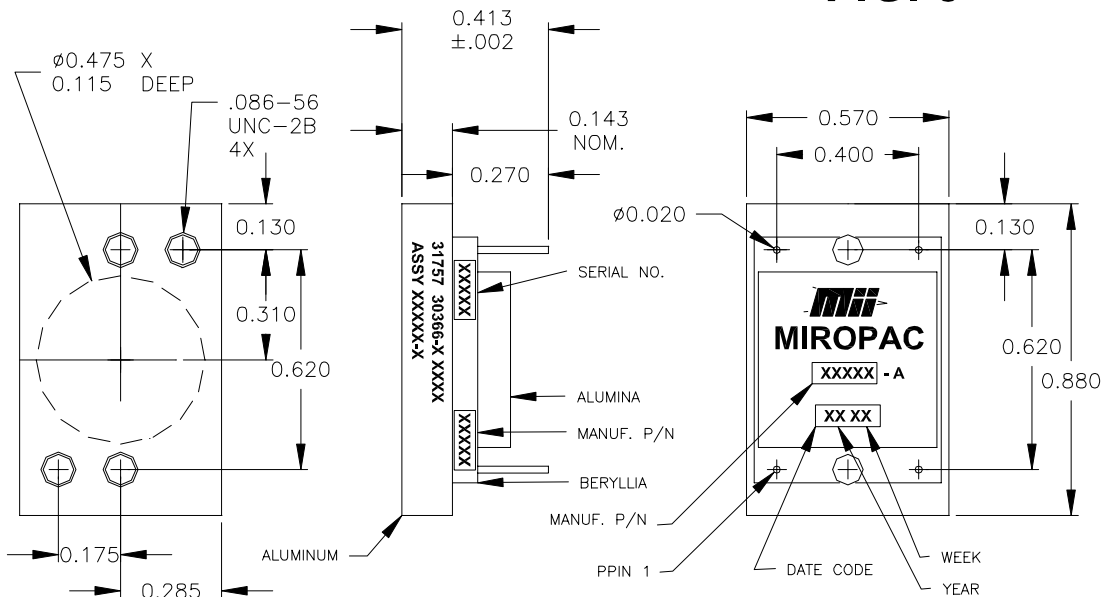 ø0.475 X
0.115 DEEP
.086-56
UNC-2B
4X
0.130
0.310
0.620
0.175
0.285
0.413
±.002
0.143
NOM.
0.270
31757 30366-X XXXX
ASSY XXXXX-X
XXXXX
XXXXX
SERIAL NO.
ALUMINA
MANUF. P/N
BERYLLIA
ALUMINUM
0.570
0.400
ø0.020
0.130
0.620
0.880
Mii
MIROPAC
XXXXX - A
XX XX
MANUF. P/N
PPIN 1
DATE CODE
WEEK
YEAR